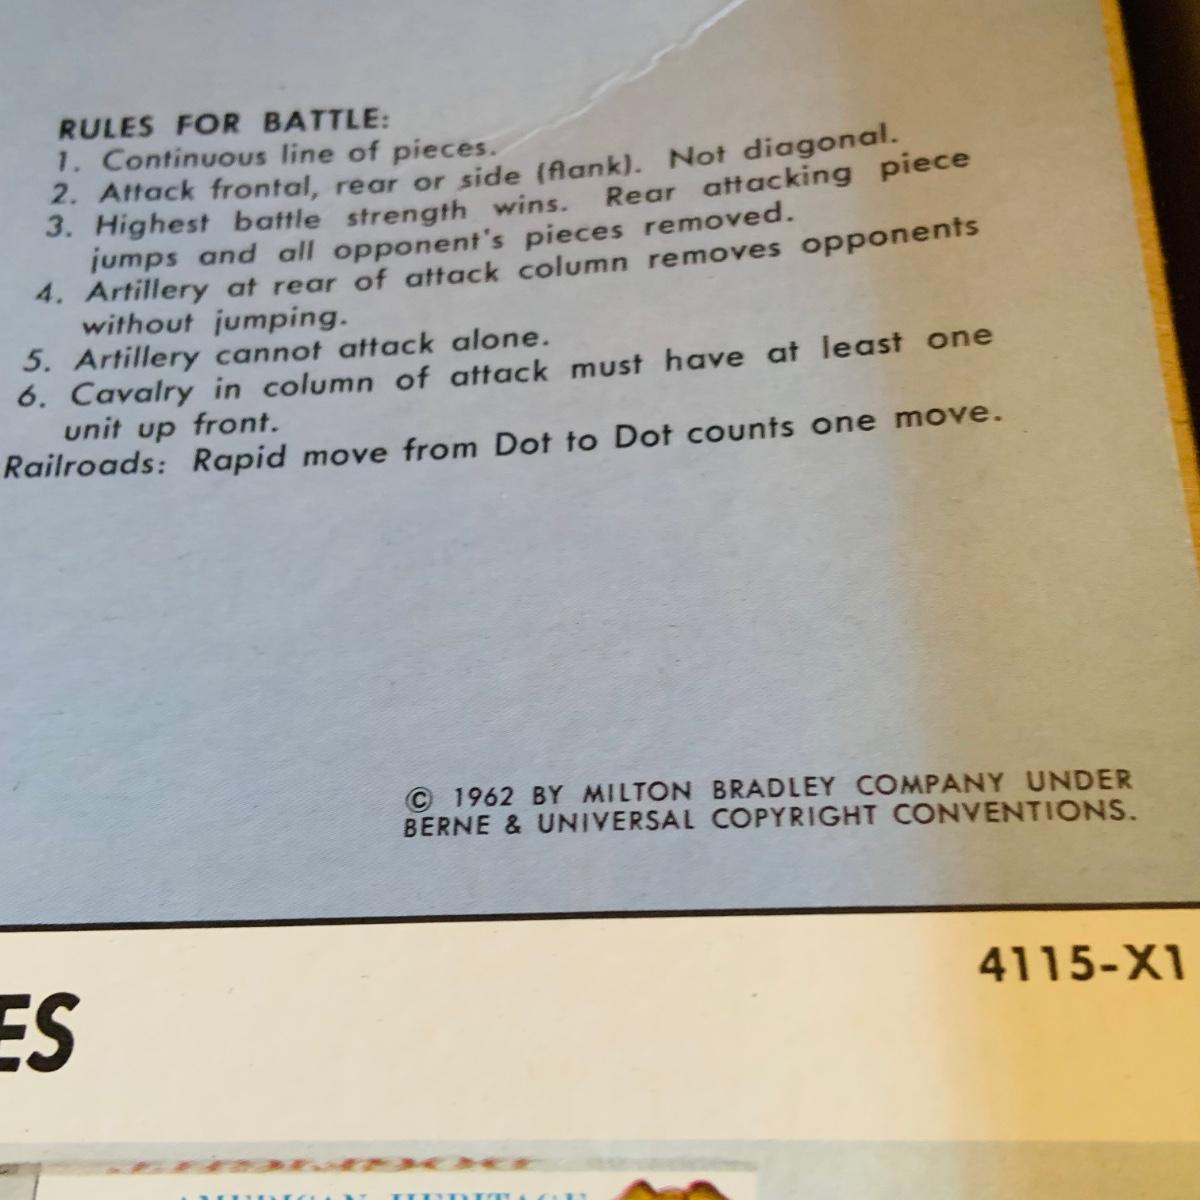 RULES FOR BATTLE:
1. Continuous line of pieces.
2. Attack frontal, rear or side (flank). Not diagonal.
3. Highest battle strength wins. Rear attacking piece
jumps and all opponent's pieces removed.
4. Artillery at rear of attack column removes opponents
without jumping.
5. Artillery cannot attack alone.
6. Cavalry in column of attack must have at least one
unit up front.
Railroads: Rapid move from Dot to Dot counts one move.
© 1962 BY MILTON BRADLEY COMPANY UNDER
BERNE & UNIVERSAL COPYRIGHT CONVENTIONS.
4115-X1
ES
AMERICAN HERITAGE